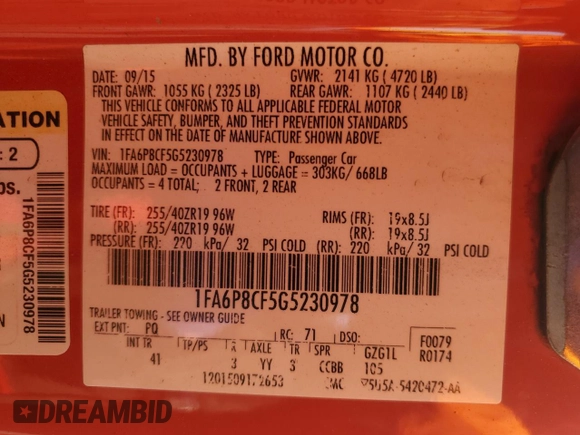 MFD. BY FORD MOTOR CO.
DATE: 09/15 GVWR: 2141 KG ( 4720 LB)
FRONT GAWR: 1055 KG ( 2325 LB) REAR GAWR: 1107 KG ( 2440 LB)
THIS VEHICLE CONFORMS TO ALL APPLICABLE FEDERAL MOTOR
VEHICLE SAFETY, BUMPER, AND THEFT PREVENTION STANDARDS
IN EFFECT ON THE DATE OF MANUFACTURE SHOWN ABOVE.
VIN: 1FA6P8CF5G5230978 TYPE: Passenger Car
MAXIMUM LOAD = OCCUPANTS + LUGGAGE = 303KG/ 668LB
OCCUPANTS = 4 TOTAL; 2 FRONT, 2 REAR
TIRE (FR): 255/40ZR19 96W RIMS (FR): 19x8.5J
(RR): 255/40ZR19 96W (RR): 19x8.5J
PRESSURE (FR): 220 kPa/ 32 PSI COLD (RR): 220 kPa/ 32 PSI COLD
1FA6P8CF5G5230978
TRAILER TOWING - SEE OWNER GUIDE
EXT PNT: PQ RC: 71 DSO: F0079
INT TR TP/PS A AXLE TR SPR GZG1L R0174
41 3 YY 3 CCBB 105
1201509172653
ATION
: 2
1FA6P8CF5G5230978
DREAMBID